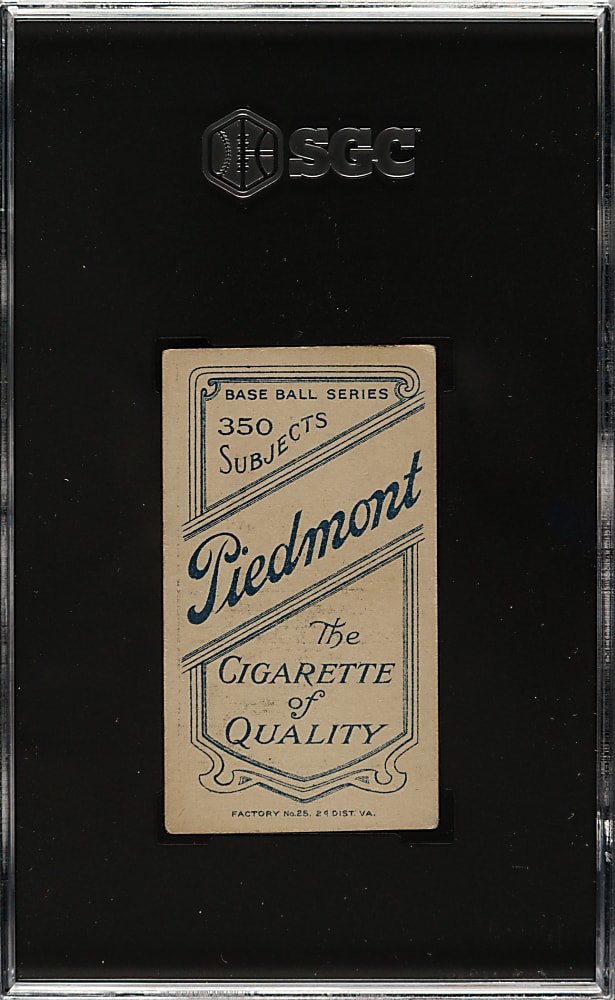 SGC
BASE BALL SERIES
350
SUBJECTS
Piedmont
The
CIGARETTE
of
QUALITY
FACTORY No. 25. 2d DIST. VA.